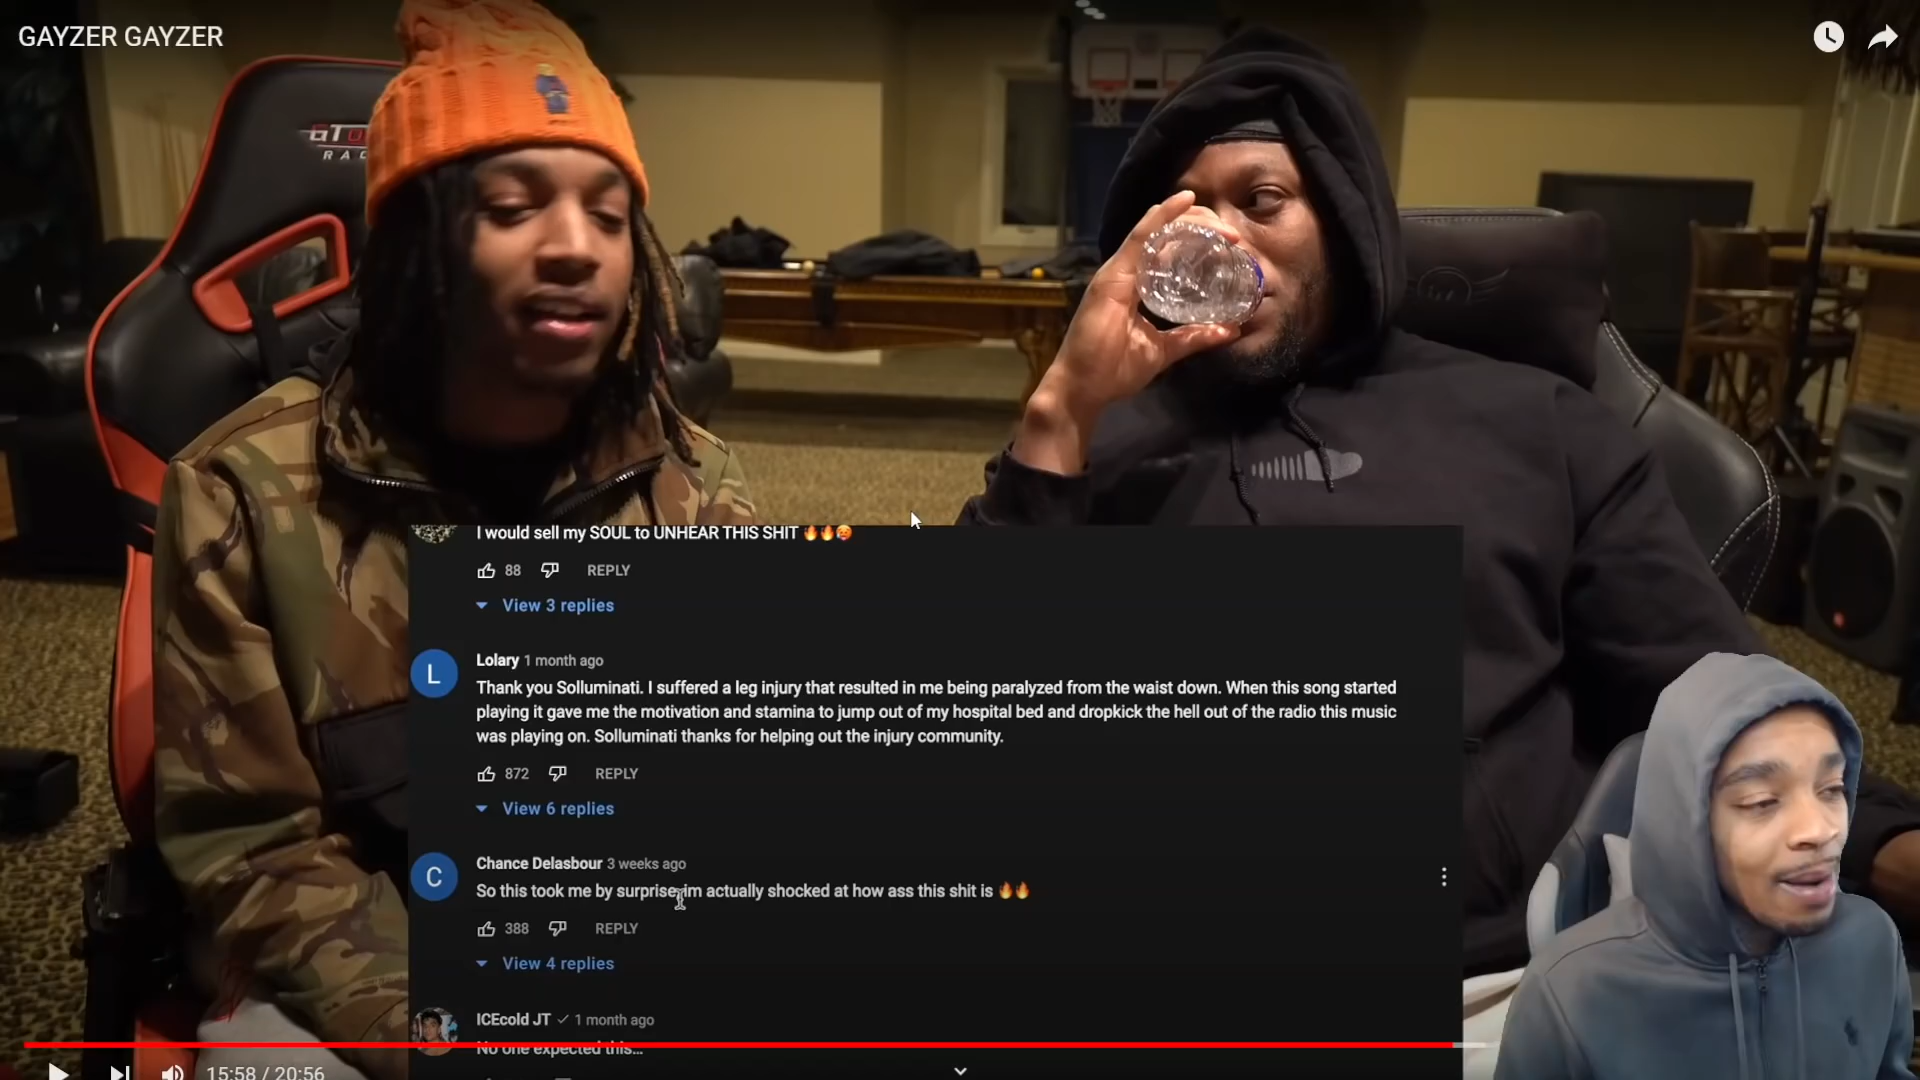 GAYZER GAYZER
RAC
I would sell my SOUL to UNHEAR THIS SHIT 🔥🔥🥵
88 REPLY
View 3 replies
L
Lolary 1 month ago
Thank you Solluminati. I suffered a leg injury that resulted in me being paralyzed from the waist down. When this song started
playing it gave me the motivation and stamina to jump out of my hospital bed and dropkick the hell out of the radio this music
was playing on. Solluminati thanks for helping out the injury community.
872 REPLY
View 6 replies
C
Chance Delasbour 3 weeks ago
So this took me by surprise,im actually shocked at how ass this shit is 🔥🔥
388 REPLY
View 4 replies
ICEcold JT 1 month ago
No one expected this...
15:58 / 20:56